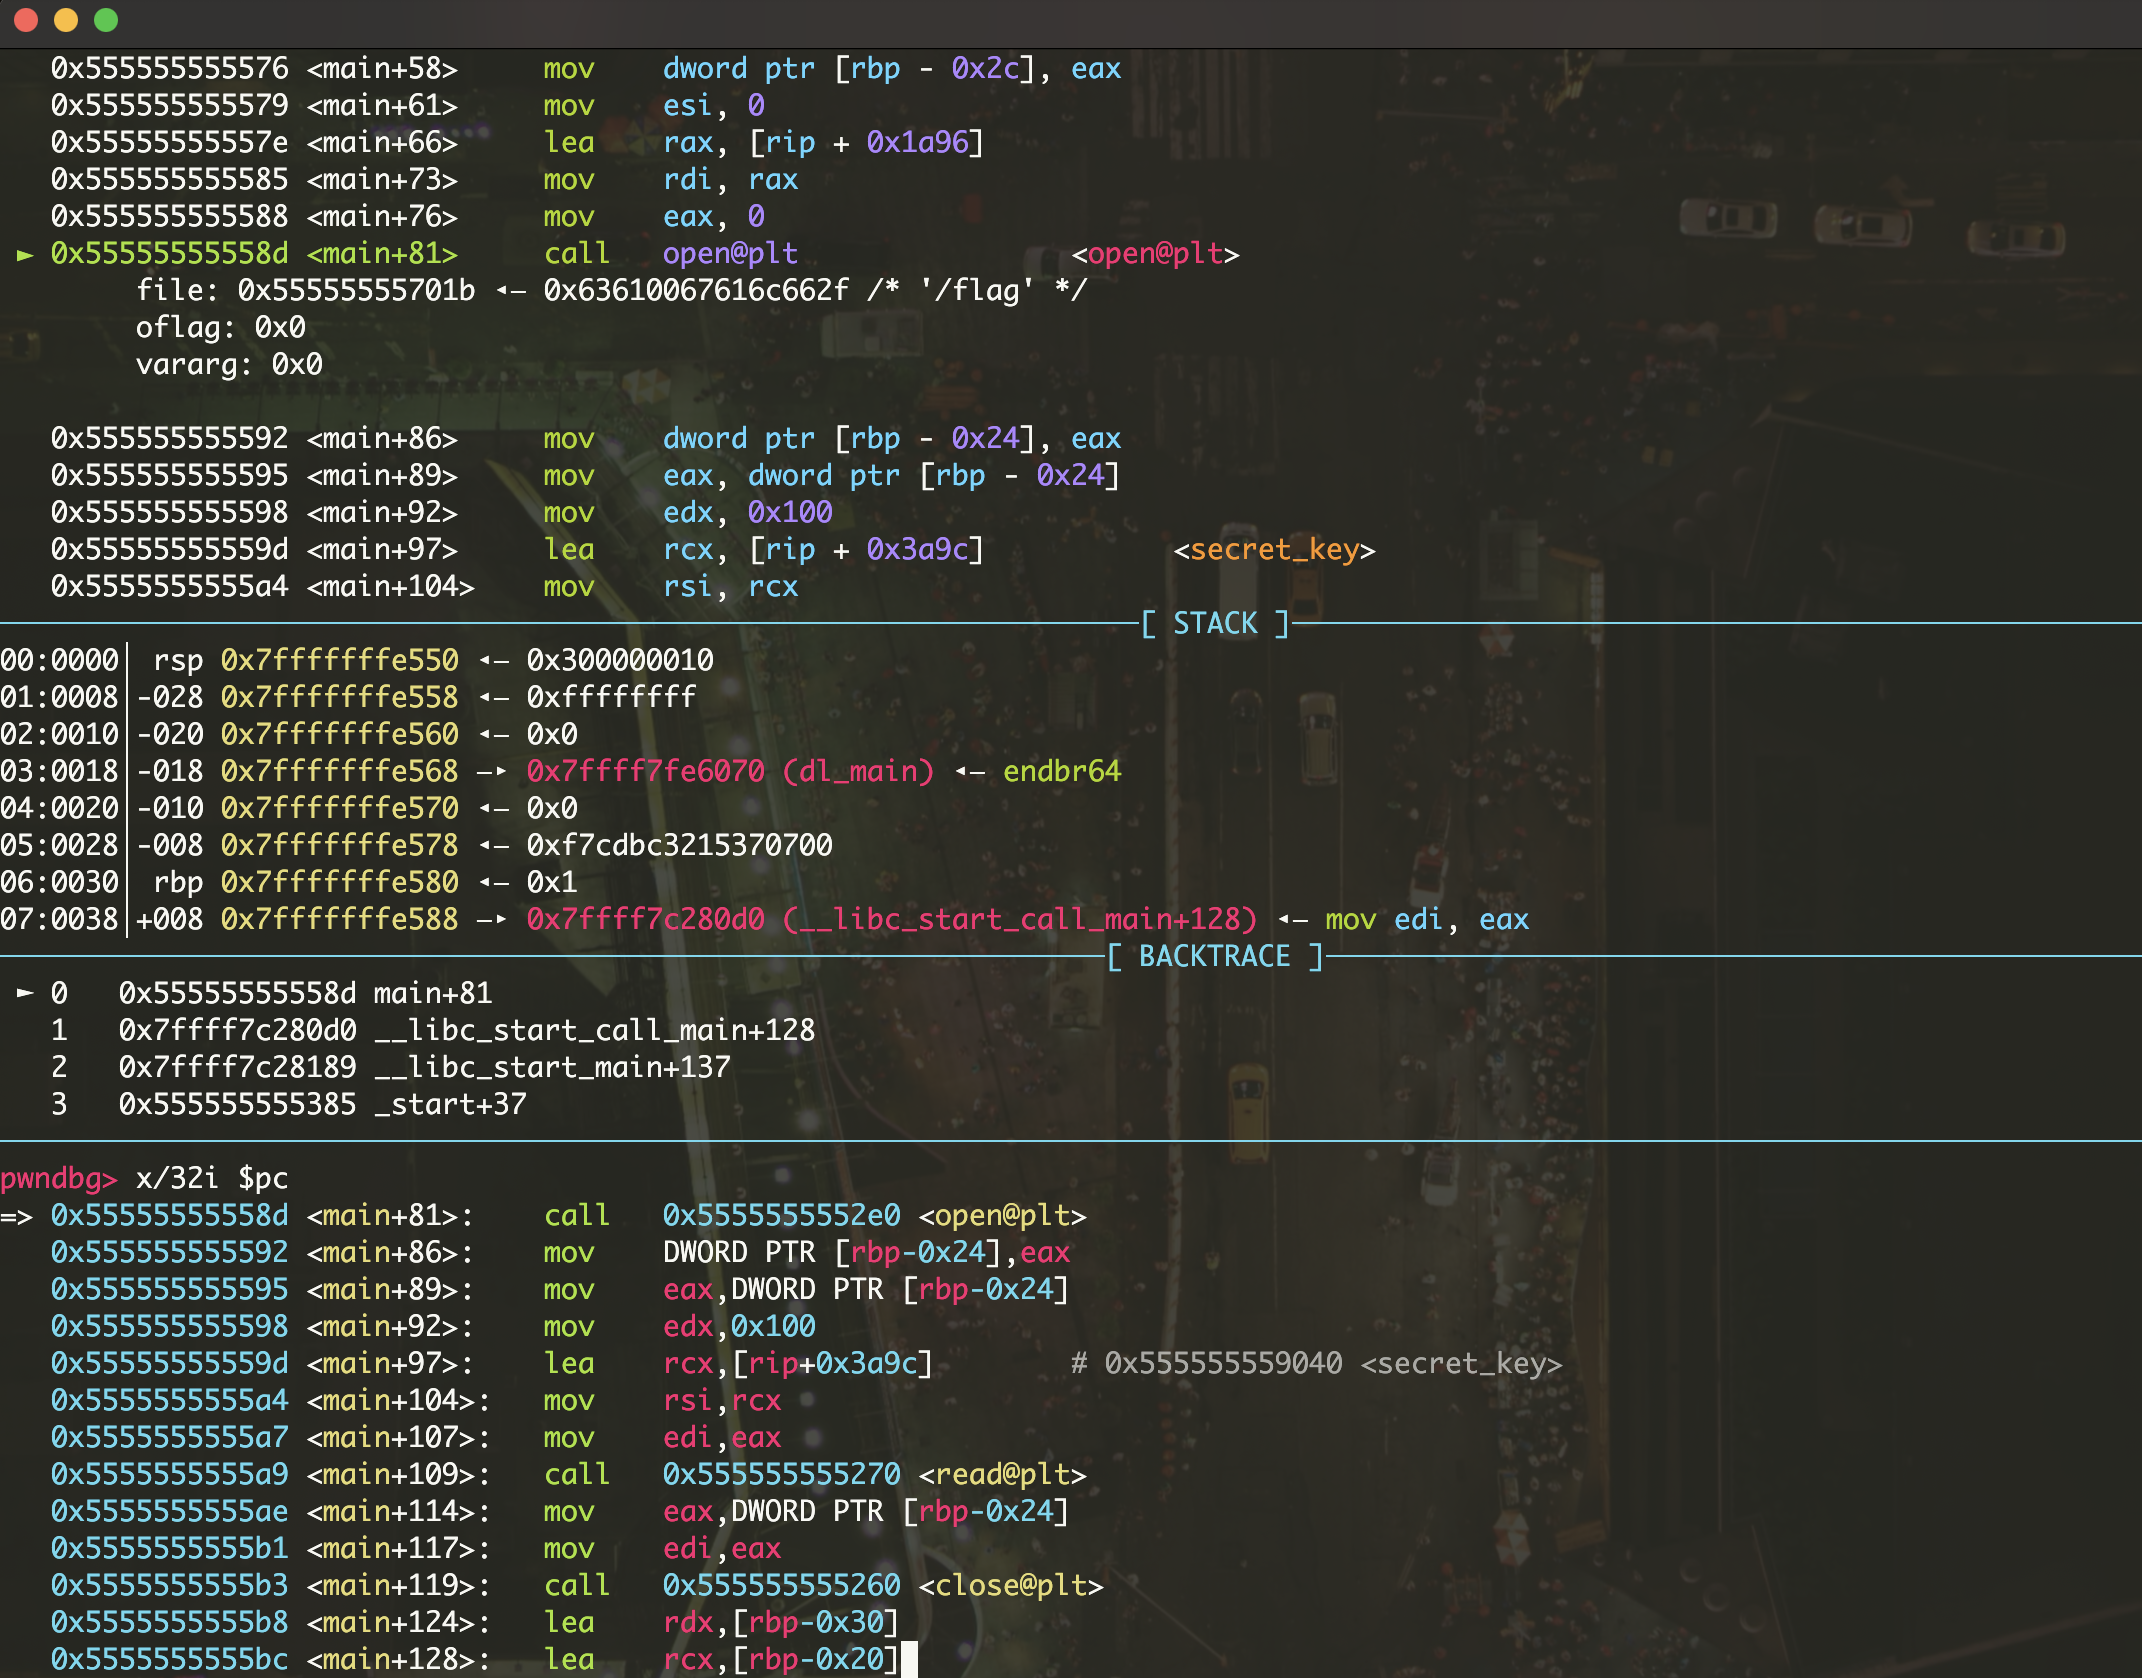 0x555555555576 <main+58> mov dword ptr [rbp - 0x2c], eax
0x555555555579 <main+61> mov esi, 0
0x55555555557e <main+66> lea rax, [rip + 0x1a96]
0x555555555585 <main+73> mov rdi, rax
0x555555555588 <main+76> mov eax, 0
► 0x55555555558d <main+81> call open@plt <open@plt>
file: 0x55555555701b ◂— 0x63610067616c662f /* '/flag' */
oflag: 0x0
vararg: 0x0
0x555555555592 <main+86> mov dword ptr [rbp - 0x24], eax
0x555555555595 <main+89> mov eax, dword ptr [rbp - 0x24]
0x555555555598 <main+92> mov edx, 0x100
0x55555555559d <main+97> lea rcx, [rip + 0x3a9c] <secret_key>
0x5555555555a4 <main+104> mov rsi, rcx
[ STACK ]
00:0000│ rsp 0x7fffffffe550 ◂— 0x300000010
01:0008│-028 0x7fffffffe558 ◂— 0xffffffff
02:0010│-020 0x7fffffffe560 ◂— 0x0
03:0018│-018 0x7fffffffe568 —▸ 0x7ffff7fe6070 (dl_main) ◂— endbr64
04:0020│-010 0x7fffffffe570 ◂— 0x0
05:0028│-008 0x7fffffffe578 ◂— 0xf7cdbc3215370700
06:0030│ rbp 0x7fffffffe580 ◂— 0x1
07:0038│+008 0x7fffffffe588 —▸ 0x7ffff7c280d0 (__libc_start_call_main+128) ◂— mov edi, eax
[ BACKTRACE ]
► 0 0x55555555558d main+81
1 0x7ffff7c280d0 __libc_start_call_main+128
2 0x7ffff7c28189 __libc_start_main+137
3 0x555555555385 _start+37
pwndbg> x/32i $pc
=> 0x55555555558d <main+81>: call 0x5555555552e0 <open@plt>
0x555555555592 <main+86>: mov DWORD PTR [rbp-0x24],eax
0x555555555595 <main+89>: mov eax,DWORD PTR [rbp-0x24]
0x555555555598 <main+92>: mov edx,0x100
0x55555555559d <main+97>: lea rcx,[rip+0x3a9c] # 0x555555559040 <secret_key>
0x5555555555a4 <main+104>: mov rsi,rcx
0x5555555555a7 <main+107>: mov edi,eax
0x5555555555a9 <main+109>: call 0x555555555270 <read@plt>
0x5555555555ae <main+114>: mov eax,DWORD PTR [rbp-0x24]
0x5555555555b1 <main+117>: mov edi,eax
0x5555555555b3 <main+119>: call 0x555555555260 <close@plt>
0x5555555555b8 <main+124>: lea rdx,[rbp-0x30]
0x5555555555bc <main+128>: lea rcx,[rbp-0x20]